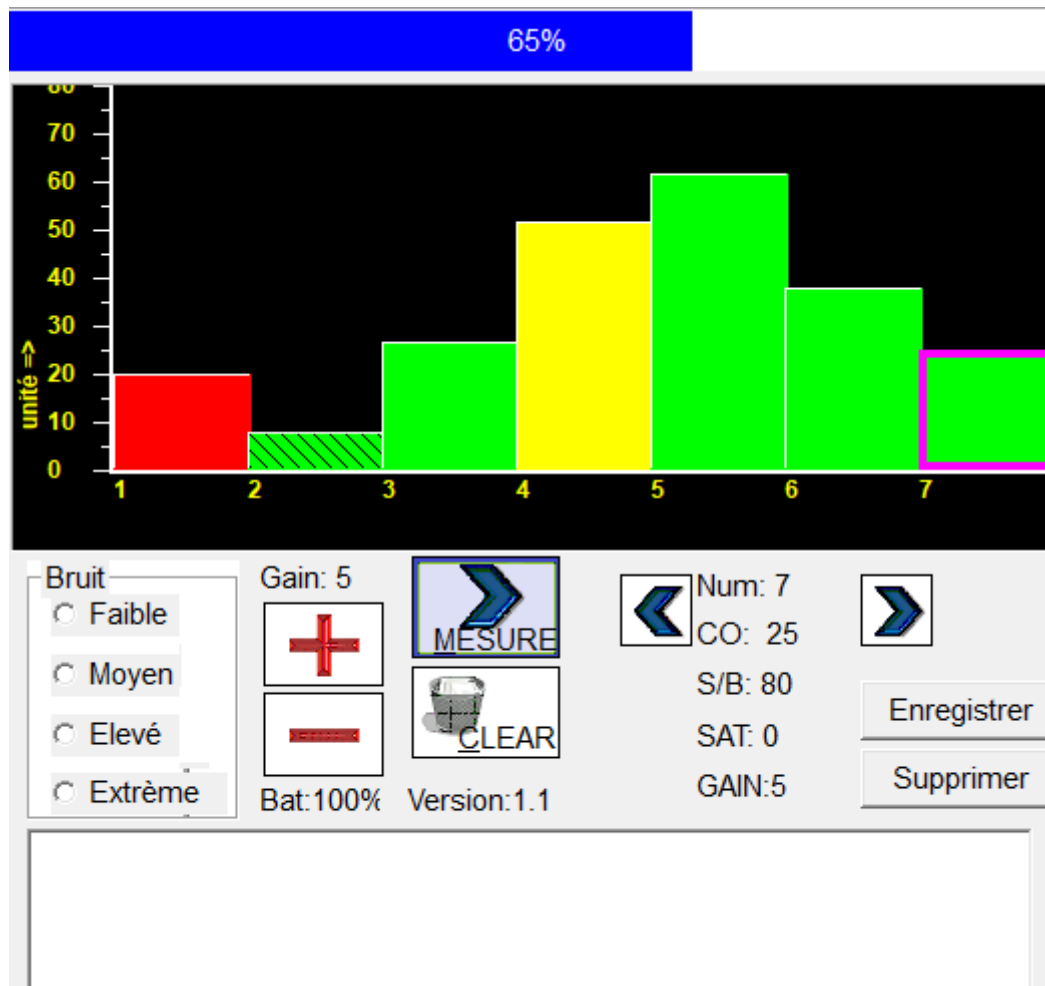 65%
80
70
60
50
40
30
20
10
0
unité =>
1 2 3 4 5 6 7
Bruit
Faible
Moyen
Elevé
Extrème
Gain: 5
Bat:100%
MESURE
CLEAR
Version:1.1
Num: 7
CO: 25
S/B: 80
SAT: 0
GAIN:5
Enregistrer
Supprimer